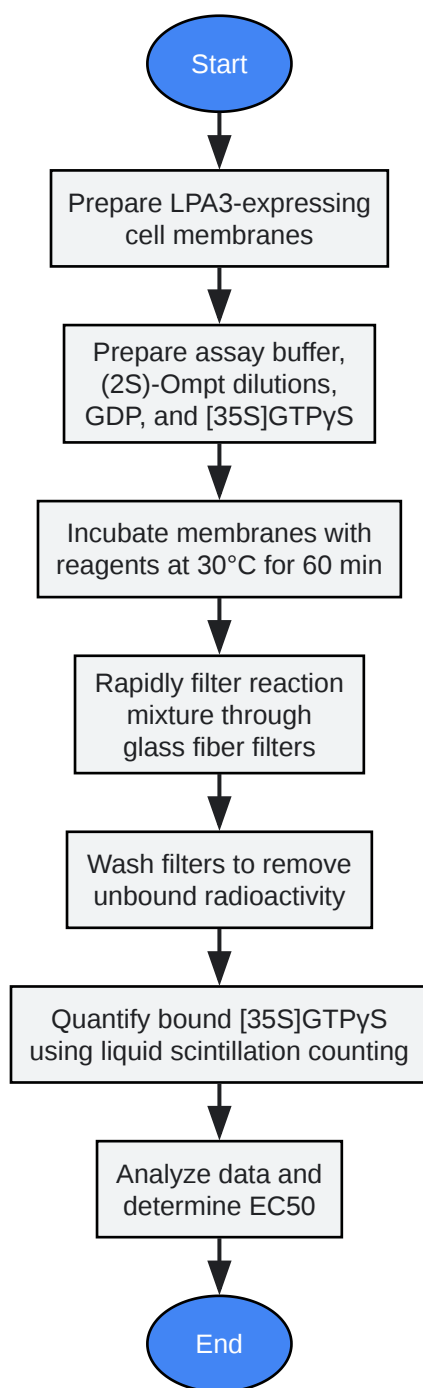 Start
Prepare LPA3-expressing
cell membranes
Prepare assay buffer,
(2S)-Ompt dilutions,
GDP, and [35S]GTPγS
Incubate membranes with
reagents at 30°C for 60 min
Rapidly filter reaction
mixture through
glass fiber filters
Wash filters to remove
unbound radioactivity
Quantify bound [35S]GTPγS
using liquid scintillation counting
Analyze data and
determine EC50
End